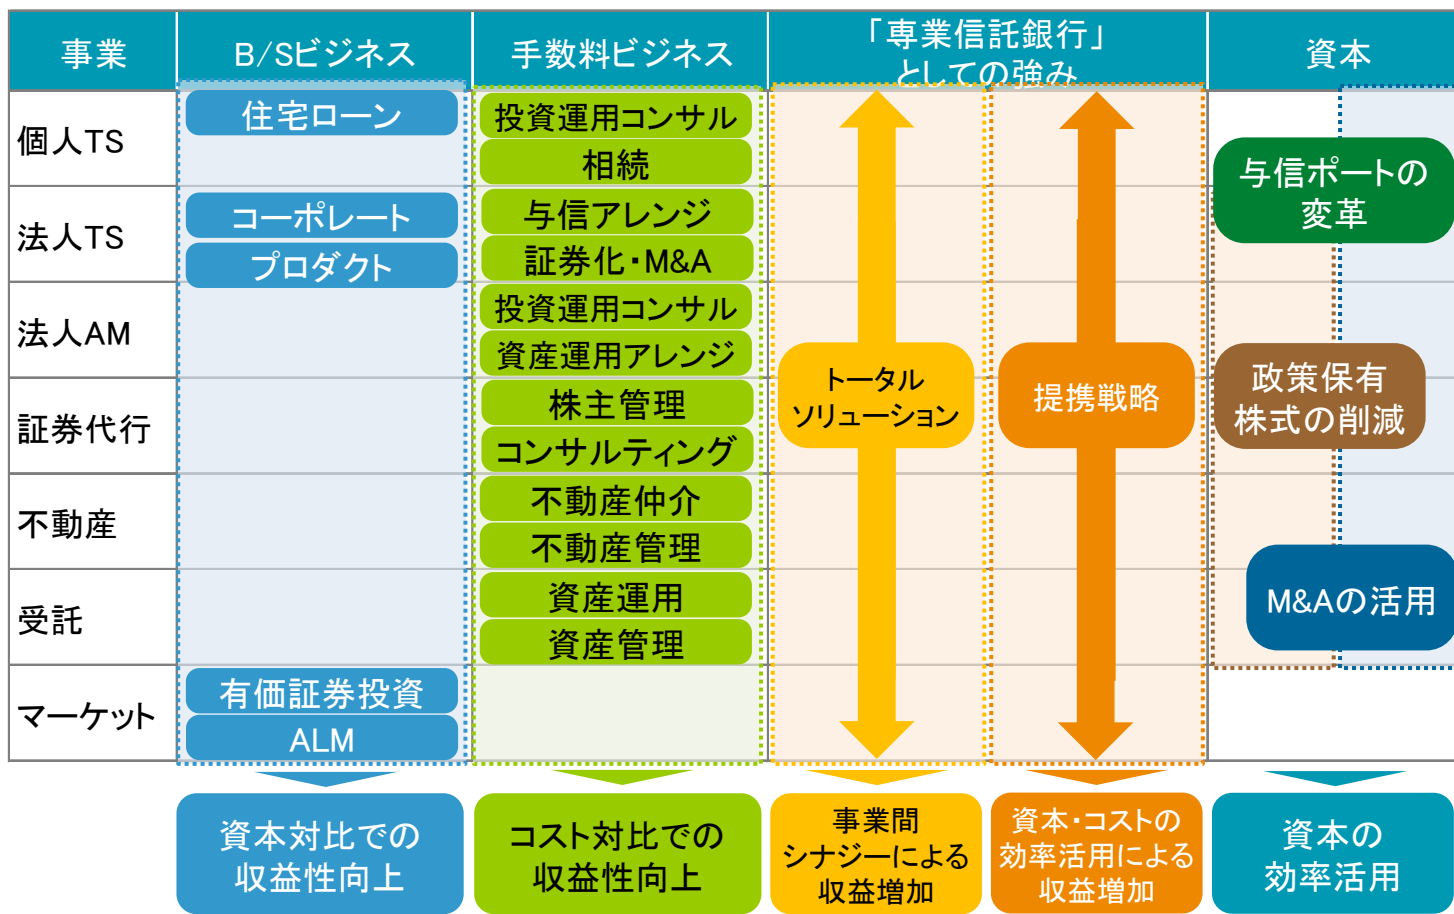 事業
B/Sビジネス
手数料ビジネス
「専業信託銀行」
としての強み
資本
個人TS
住宅ローン
投資運用コンサル
相続
法人TS
コーポレート
プロダクト
与信アレンジ
証券化・M&A
与信ポートの
変革
法人AM
投資運用コンサル
資産運用アレンジ
証券代行
株主管理
コンサルティング
トータル
ソリューション
提携戦略
政策保有
株式の削減
不動産
不動産仲介
不動産管理
受託
資産運用
資産管理
M&Aの活用
マーケット
有価証券投資
ALM
資本対比での
収益性向上
コスト対比での
収益性向上
事業間
シナジーによる
収益増加
資本・コストの
効率活用による
収益増加
資本の
効率活用